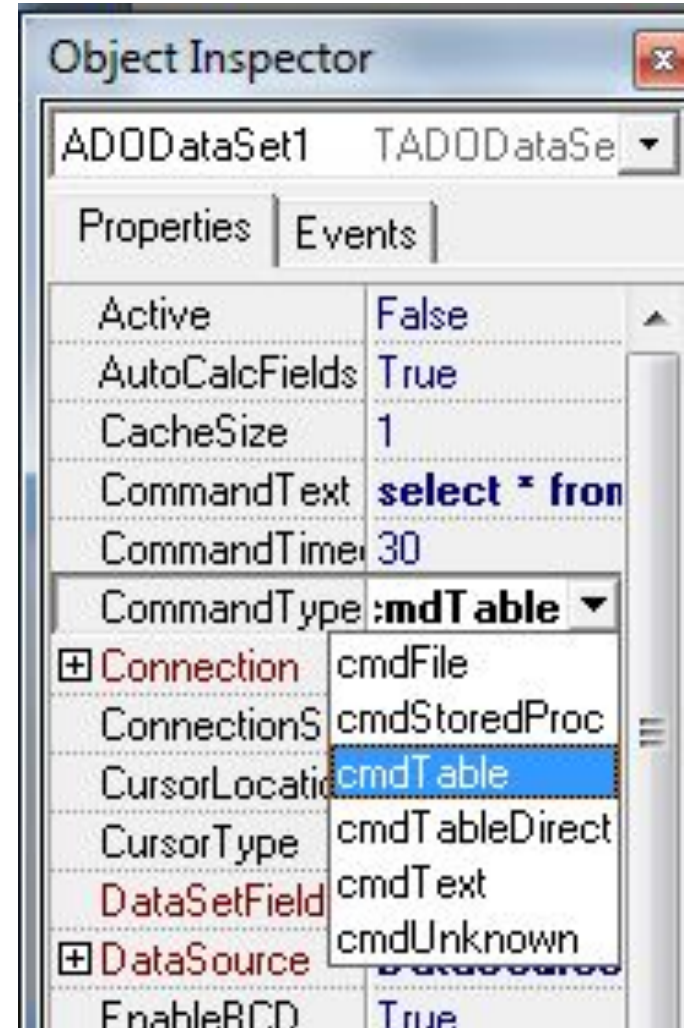 Object Inspector
ADODataSet1 TADODataSe
Properties Events
Active False
AutoCalcFields True
CacheSize 1
CommandText select * fron
CommandTime 30
CommandType :mdTable
Connection cmdFile
ConnectionS cmdStoredProc
CursorLocatic cmdTable
CursorType cmdTableDirect
DataSetField cmdText
DataSource cmdUnknown
EnableBCD True